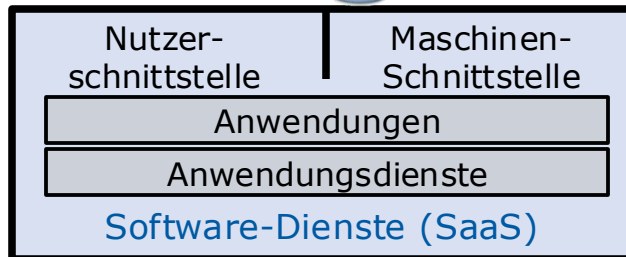 Nutzer-
schnittstelle
Maschinen-
Schnittstelle
Anwendungen
Anwendungsdienste
Software-Dienste (SaaS)